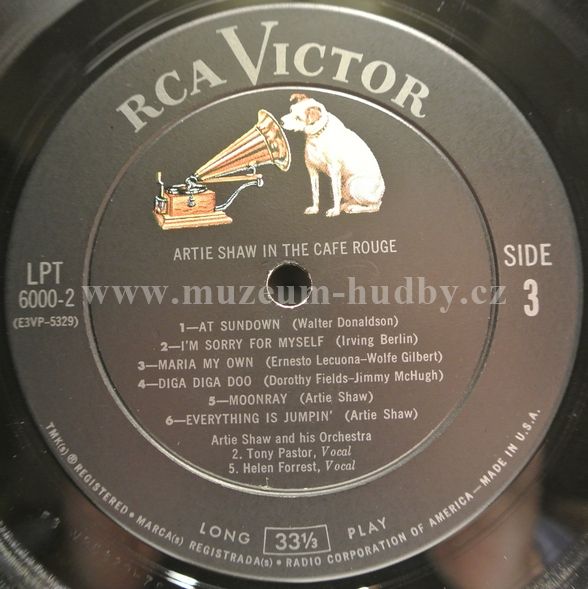 RCA VICTOR
ARTIE SHAW IN THE CAFE ROUGE
LPT
6000-2
(E3VP-5329)
SIDE
3
www.muzeum-hudby.cz
1—AT SUNDOWN (Walter Donaldson)
2—I'M SORRY FOR MYSELF (Irving Berlin)
3—MARIA MY OWN (Ernesto Lecuona-Wolfe Gilbert)
4—DIGA DIGA DOO (Dorothy Fields-Jimmy McHugh)
5—MOONRAY (Artie Shaw)
6—EVERYTHING IS JUMPIN' (Artie Shaw)
Artie Shaw and his Orchestra
2. Tony Pastor, Vocal
5. Helen Forrest, Vocal
LONG 33⅓ PLAY
TMK(s) ® REGISTERED • MARCA(s) REGISTRADA(s) • RADIO CORPORATION OF AMERICA—MADE IN U.S.A.